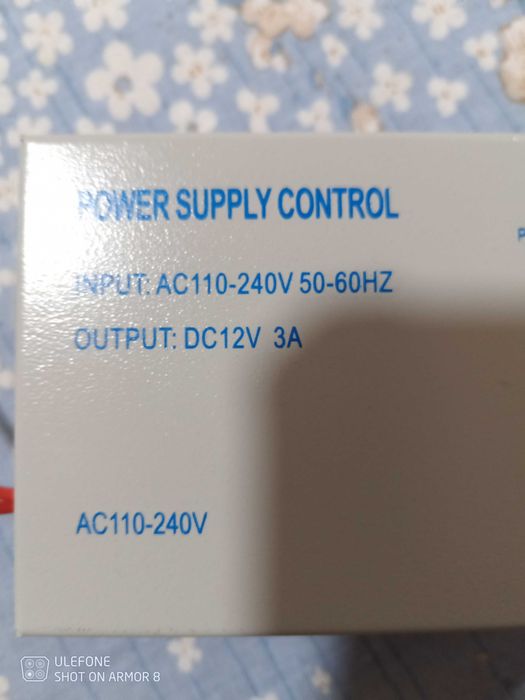 POWER SUPPLY CONTROL
P
INPUT: AC110-240V 50-60HZ
OUTPUT: DC12V 3A
AC110-240V
ULEFONE
SHOT ON ARMOR 8